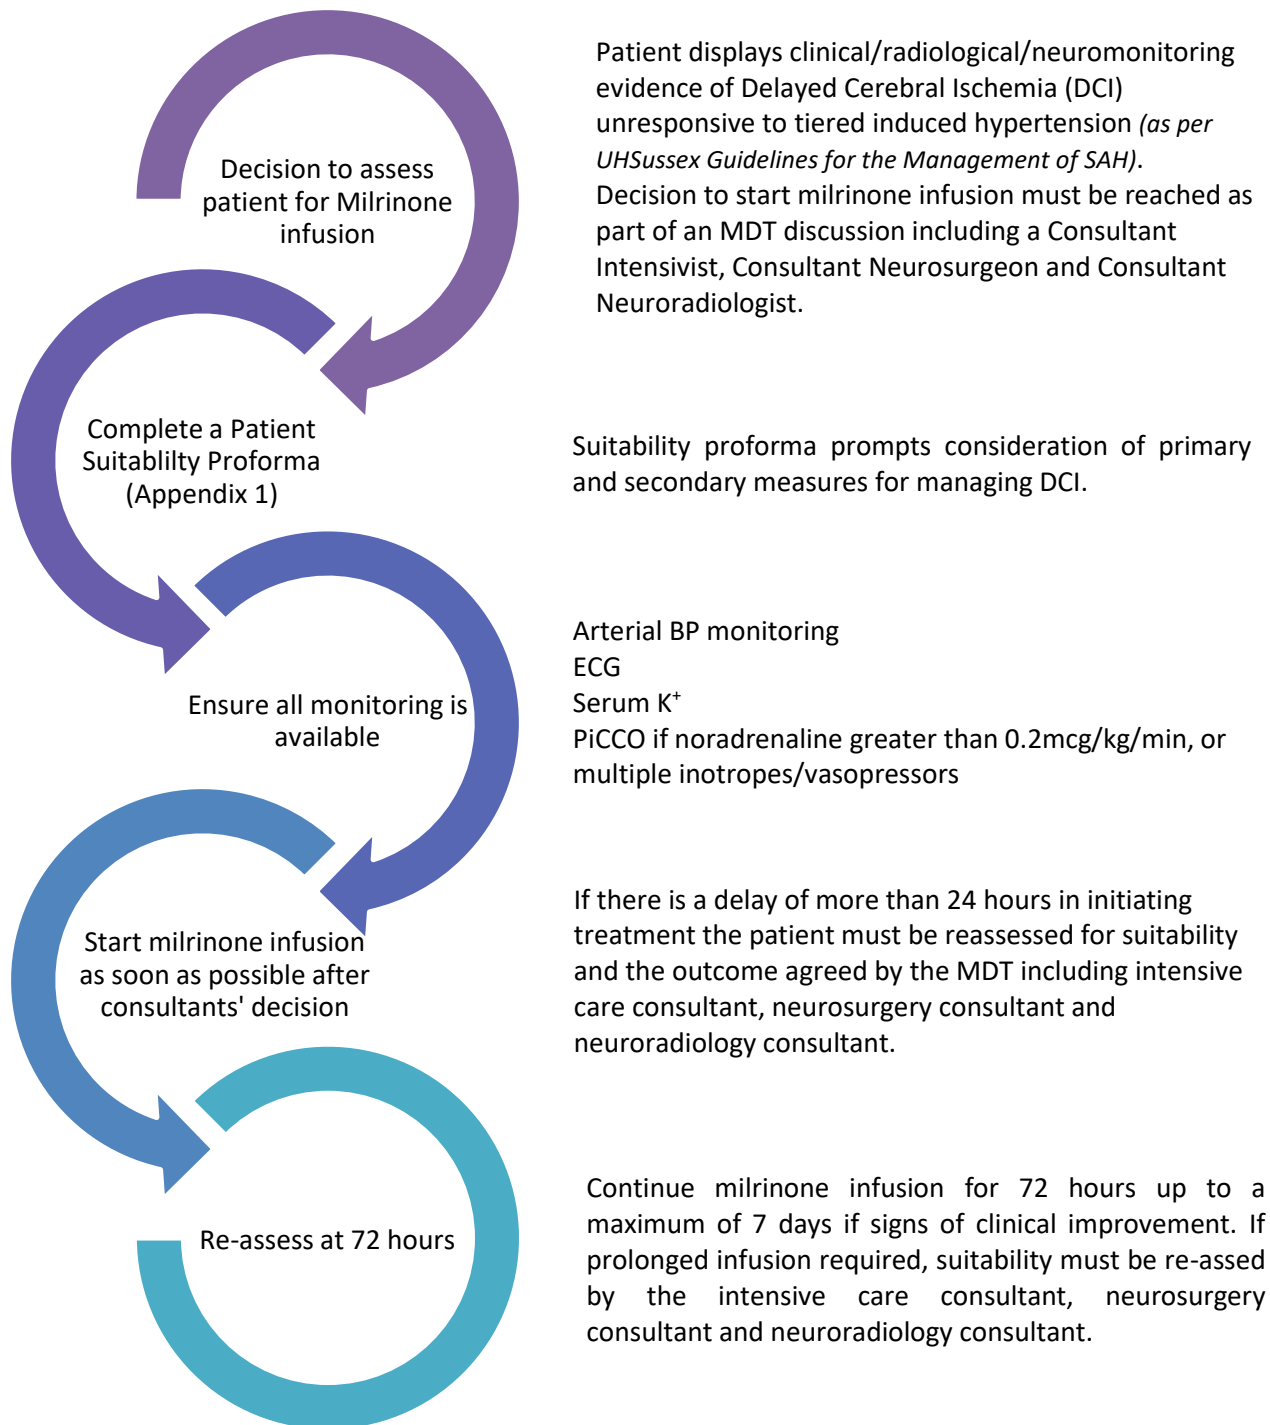 Decision to assess
patient for Milrinone
infusion
Patient displays clinical/radiological/neuromonitoring
evidence of Delayed Cerebral Ischemia (DCI)
unresponsive to tiered induced hypertension (as per
UHSussex Guidelines for the Management of SAH).
Decision to start milrinone infusion must be reached as
part of an MDT discussion including a Consultant
Intensivist, Consultant Neurosurgeon and Consultant
Neuroradiologist.
Complete a Patient
Suitablilty Proforma
(Appendix 1)
Suitability proforma prompts consideration of primary
and secondary measures for managing DCI.
Ensure all monitoring is
available
Arterial BP monitoring
ECG
Serum K⁺
PiCCO if noradrenaline greater than 0.2mcg/kg/min, or
multiple inotropes/vasopressors
Start milrinone infusion
as soon as possible after
consultants' decision
If there is a delay of more than 24 hours in initiating
treatment the patient must be reassessed for suitability
and the outcome agreed by the MDT including intensive
care consultant, neurosurgery consultant and
neuroradiology consultant.
Re-assess at 72 hours
Continue milrinone infusion for 72 hours up to a
maximum of 7 days if signs of clinical improvement. If
prolonged infusion required, suitability must be re-assed
by the intensive care consultant, neurosurgery
consultant and neuroradiology consultant.